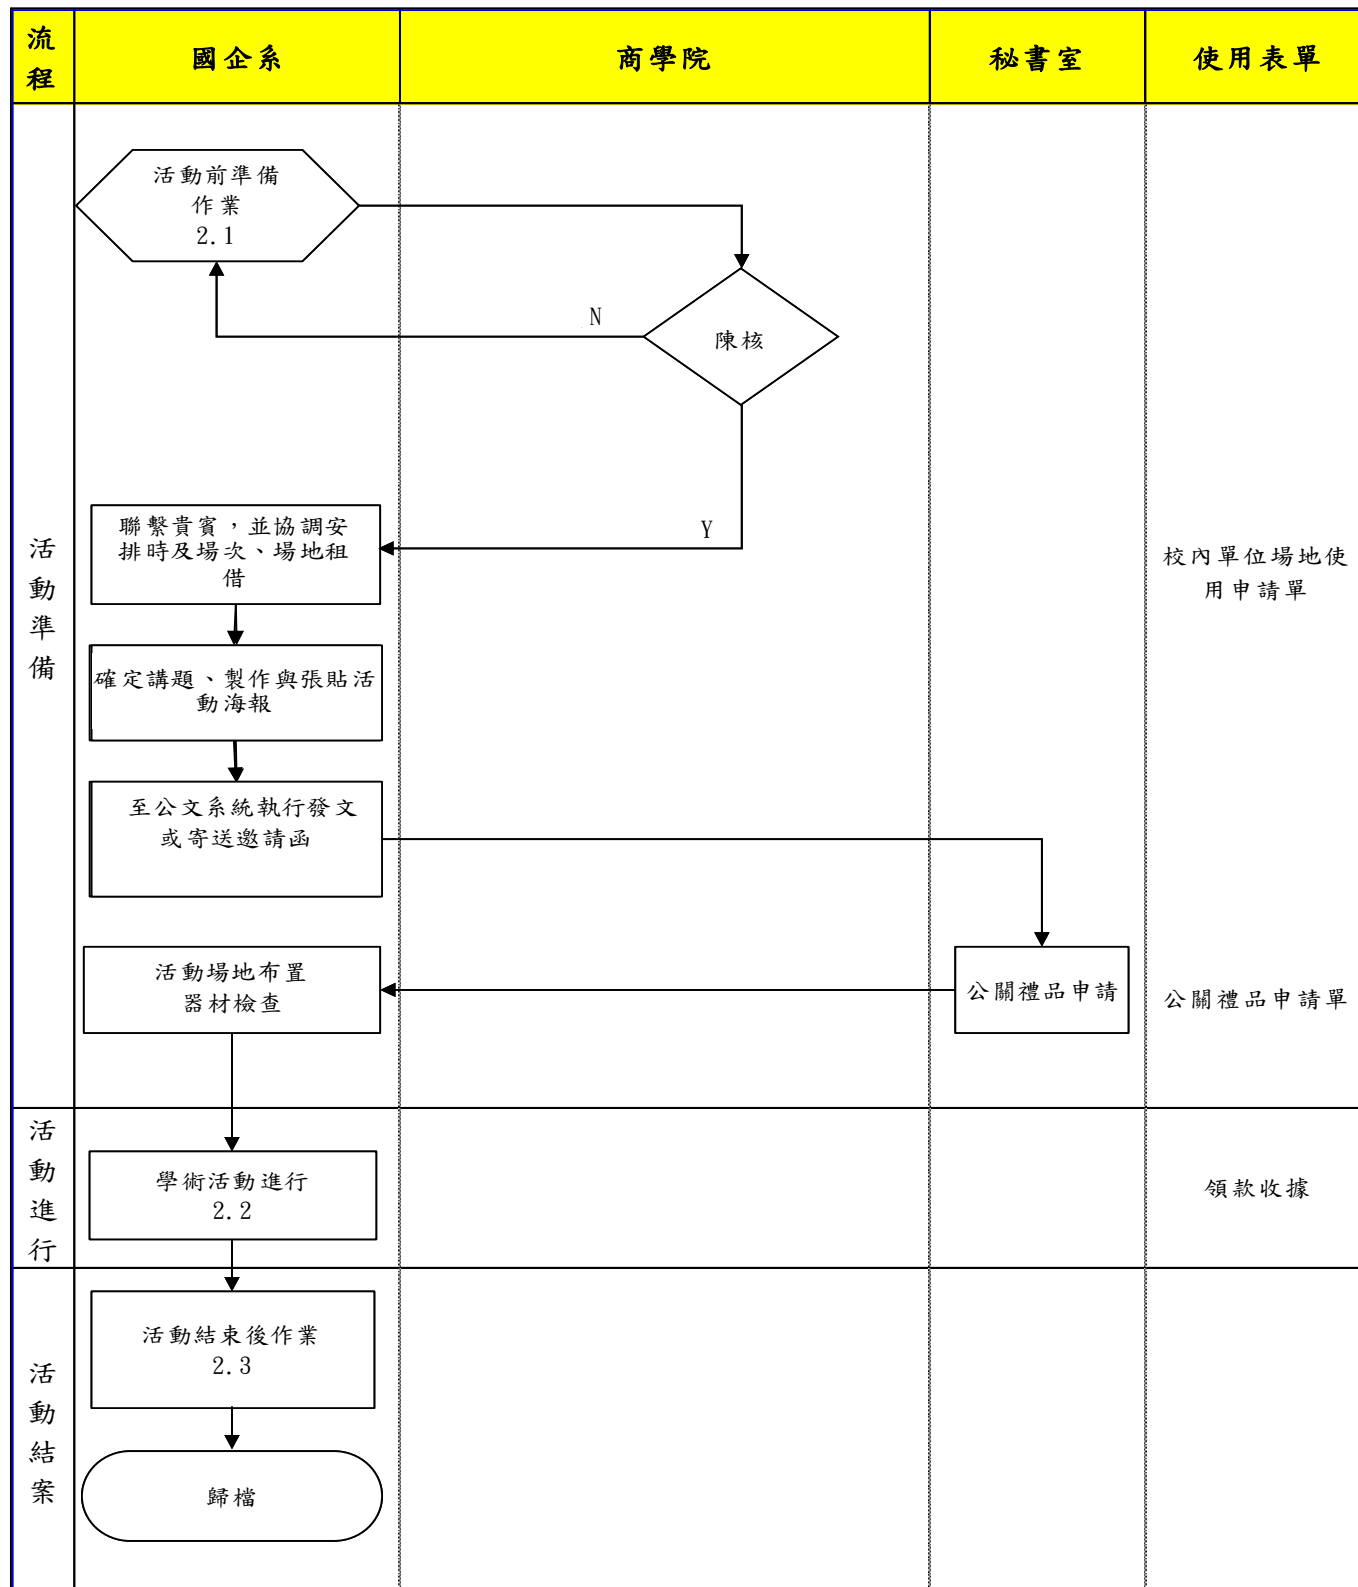 流
程
國企系
商學院
秘書室
使用表單
活動前準備
作業
2.1
N
陳核
Y
活
動
準
備
聯繫貴賓，並協調安
排時及場次、場地租
借
校內單位場地使
用申請單
確定講題、製作與張貼活
動海報
至公文系統執行發文
或寄送邀請函
活動場地布置
器材檢查
公關禮品申請
公關禮品申請單
活
動
進
行
學術活動進行
2.2
領款收據
活
動
結
案
活動結束後作業
2.3
歸檔